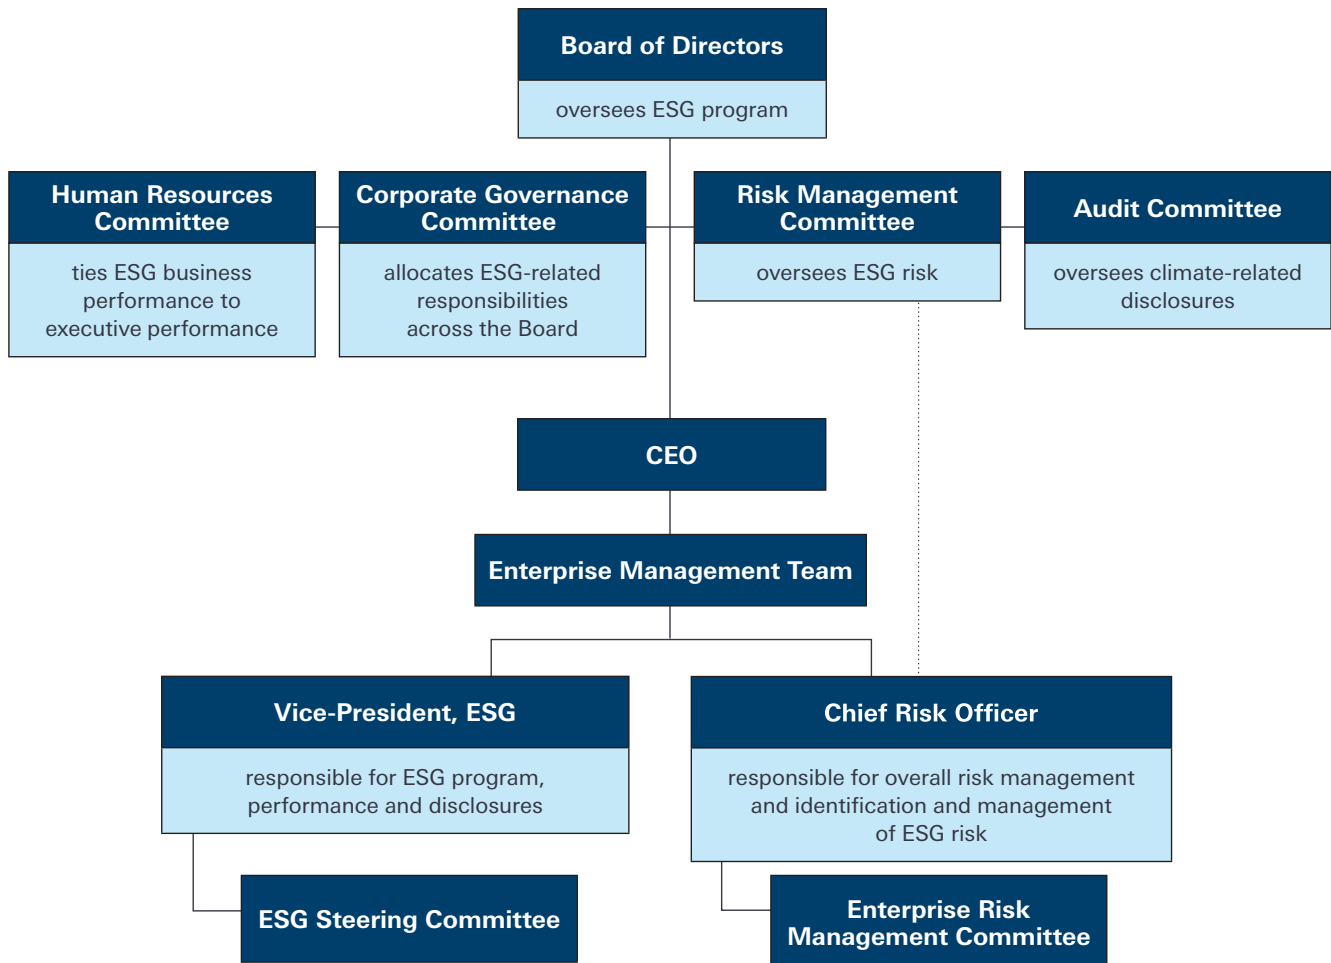 Board of Directors
oversees ESG program
Human Resources
Committee
ties ESG business
performance to
executive performance
Corporate Governance
Committee
allocates ESG-related
responsibilities
across the Board
Risk Management
Committee
oversees ESG risk
Audit Committee
oversees climate-related
disclosures
CEO
Enterprise Management Team
Vice-President, ESG
responsible for ESG program,
performance and disclosures
ESG Steering Committee
Chief Risk Officer
responsible for overall risk management
and identification and management
of ESG risk
Enterprise Risk
Management Committee